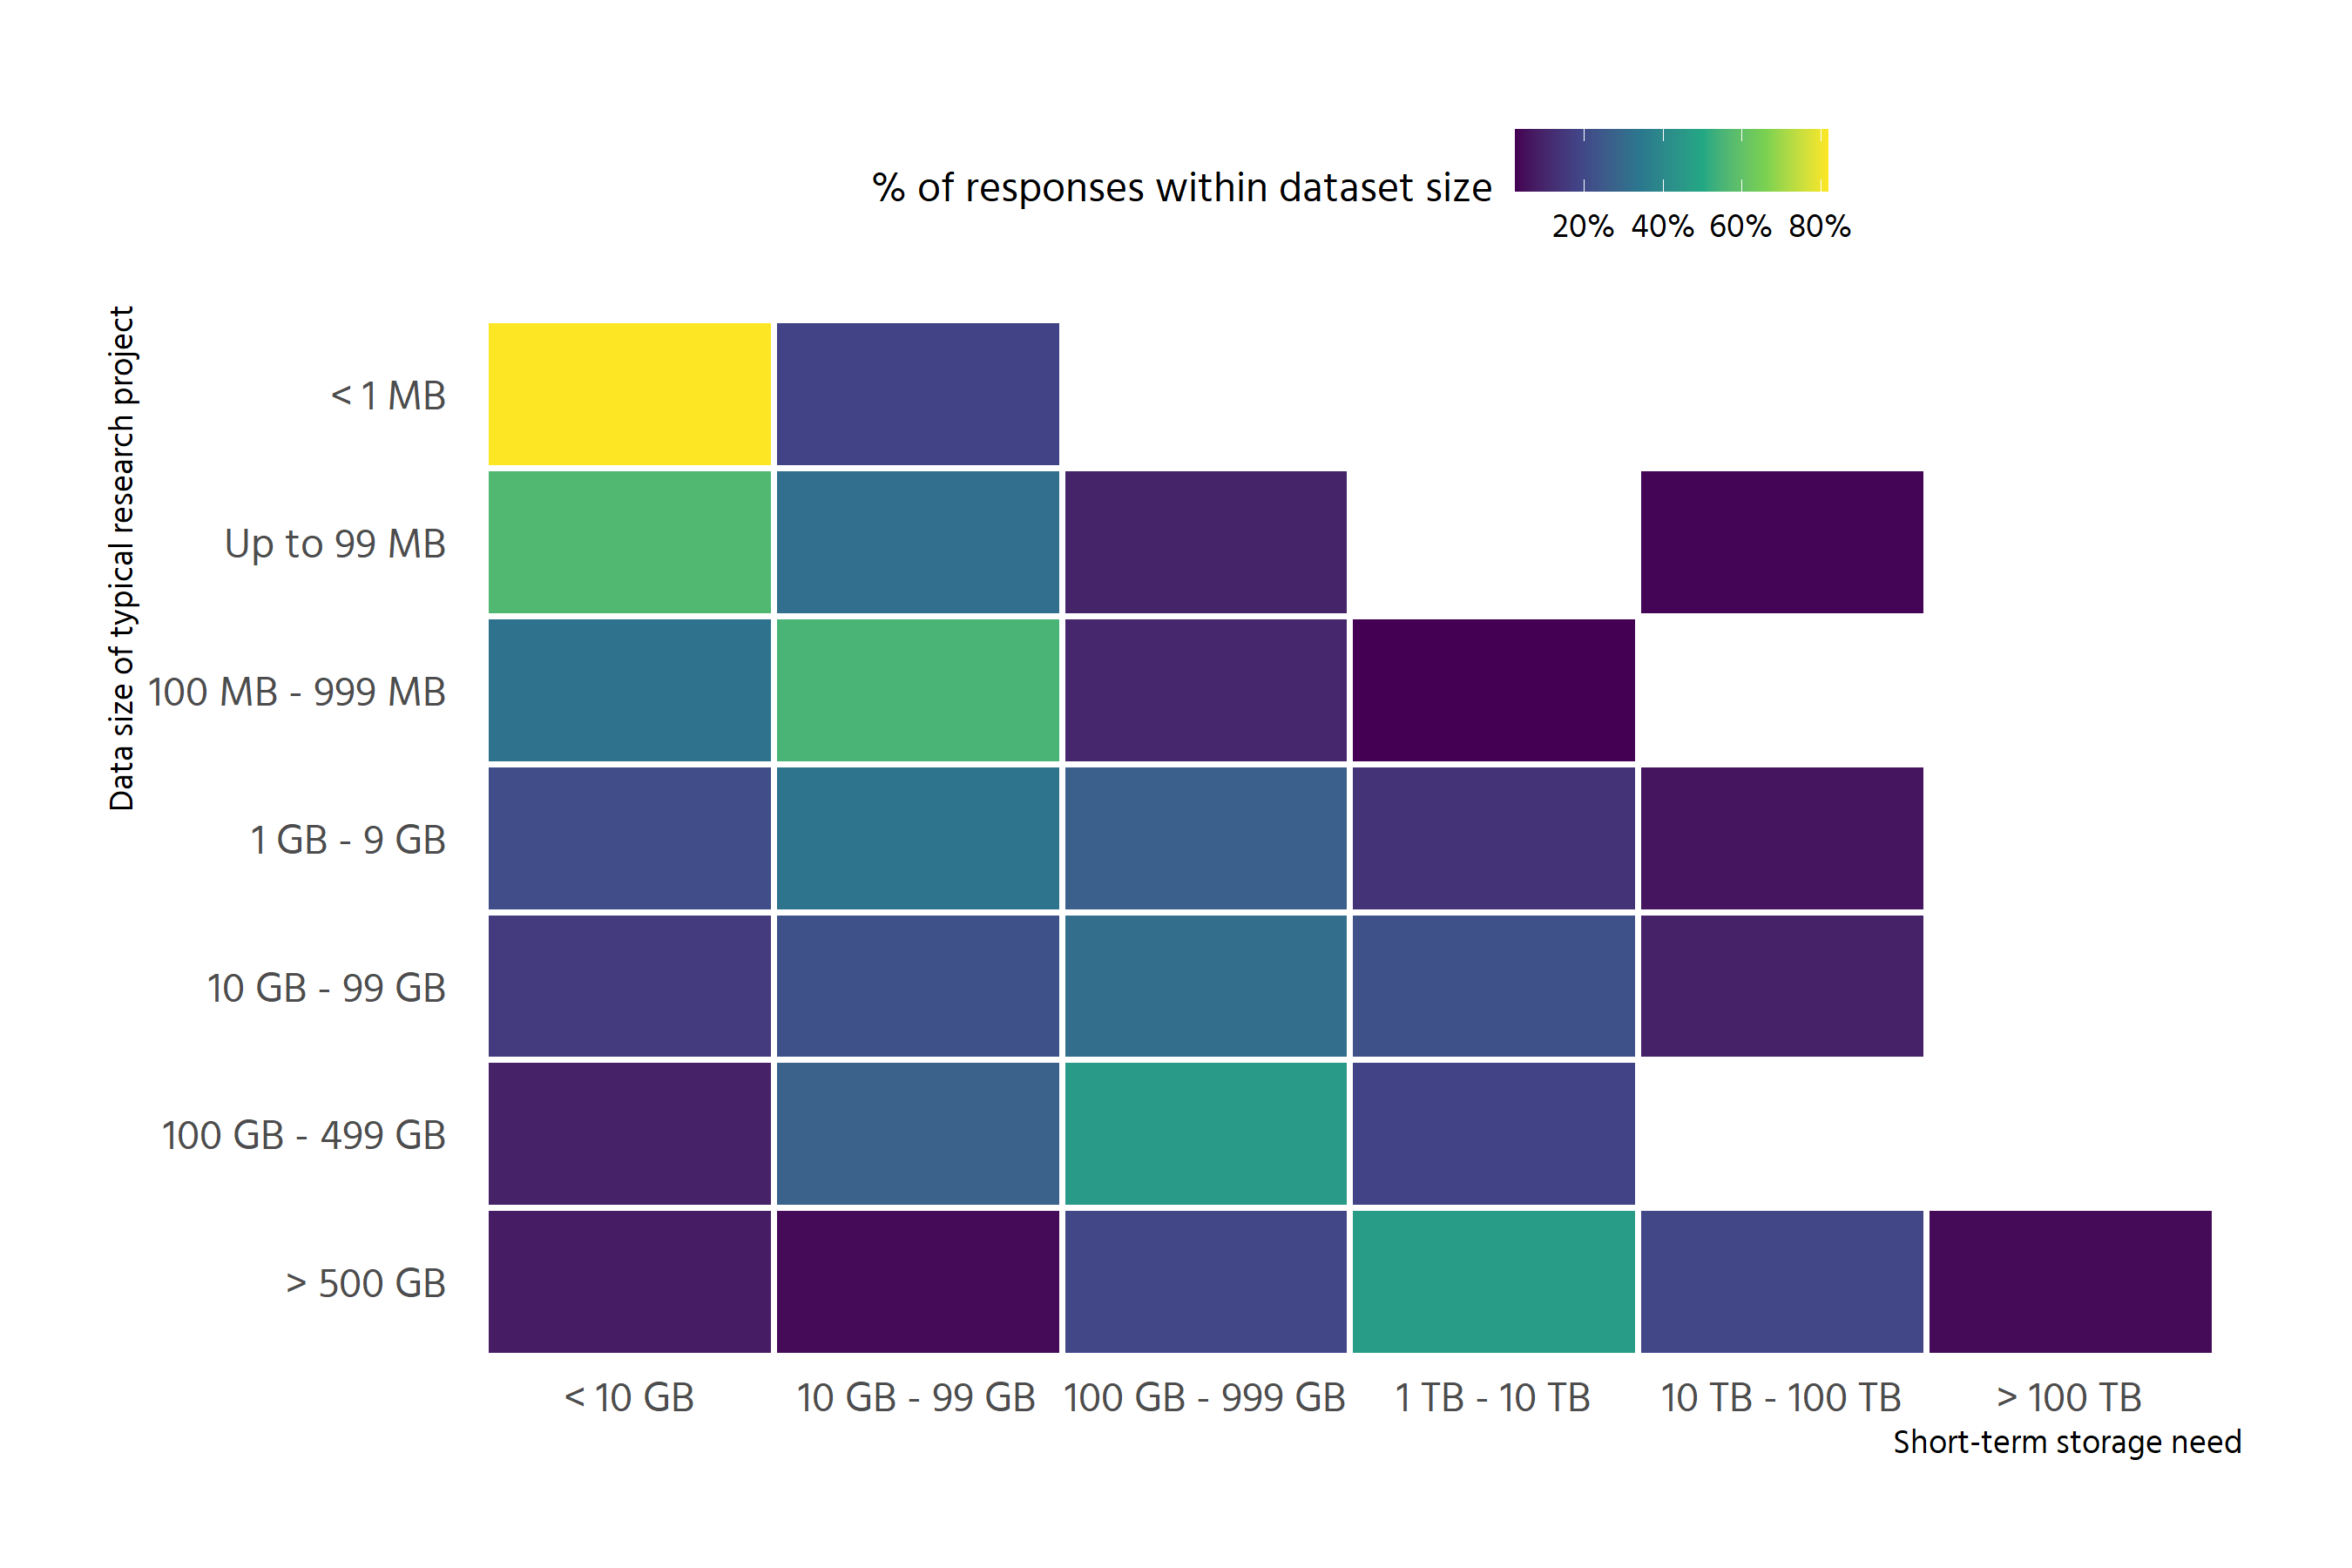 % of responses within dataset size
20% 40% 60% 80%
Data size of typical research project
< 1 MB
Up to 99 MB
100 MB - 999 MB
1 GB - 9 GB
10 GB - 99 GB
100 GB - 499 GB
> 500 GB
< 10 GB 10 GB - 99 GB 100 GB - 999 GB 1 TB - 10 TB 10 TB - 100 TB > 100 TB
Short-term storage need